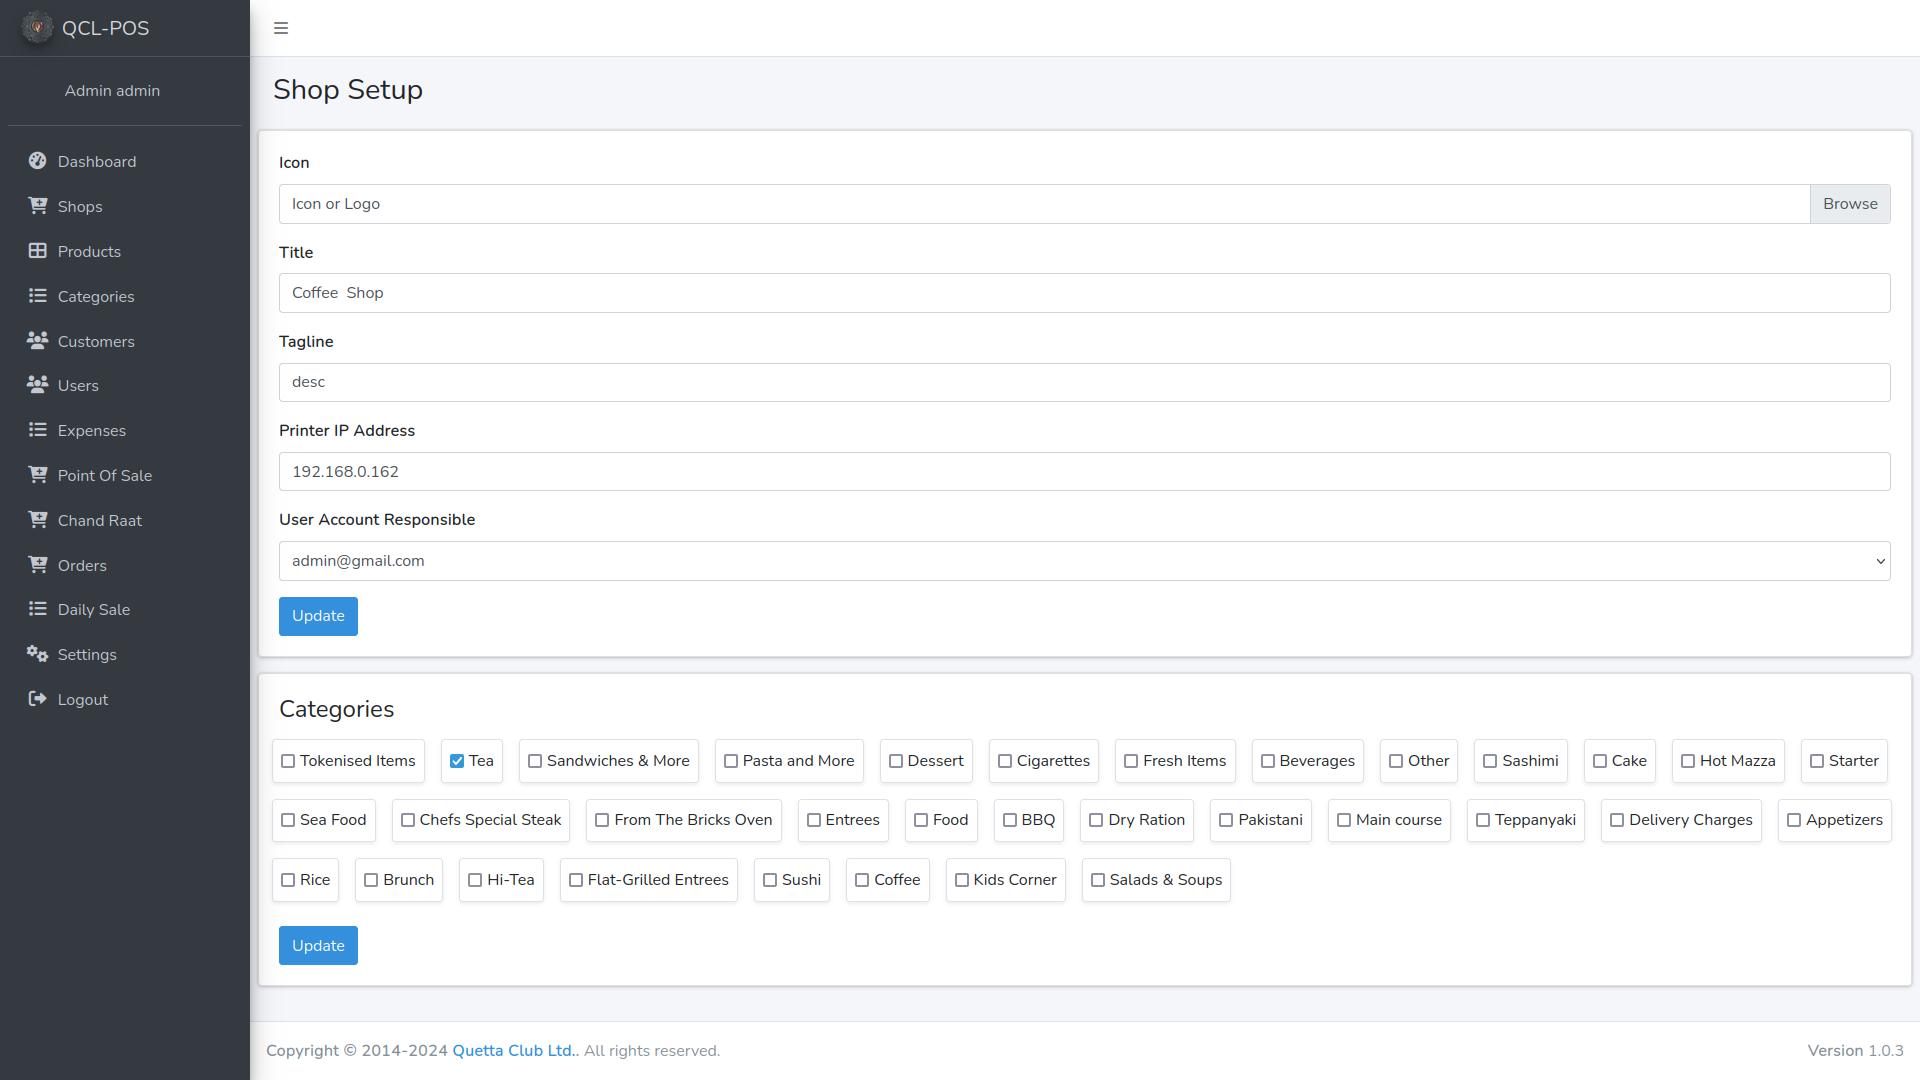 QCL-POS
Admin admin
Dashboard
Shops
Products
Categories
Customers
Users
Expenses
Point Of Sale
Chand Raat
Orders
Daily Sale
Settings
Logout
Shop Setup
Icon
Icon or Logo Browse
Title
Coffee  Shop
Tagline
desc
Printer IP Address
192.168.0.162
User Account Responsible
admin@gmail.com
Update
Categories
Tokenised Items Tea Sandwiches & More Pasta and More Dessert Cigarettes Fresh Items Beverages Other Sashimi Cake Hot Mazza Starter
Sea Food Chefs Special Steak From The Bricks Oven Entrees Food BBQ Dry Ration Pakistani Main course Teppanyaki Delivery Charges Appetizers
Rice Brunch Hi-Tea Flat-Grilled Entrees Sushi Coffee Kids Corner Salads & Soups
Update
Copyright © 2014-2024 Quetta Club Ltd.. All rights reserved. Version 1.0.3